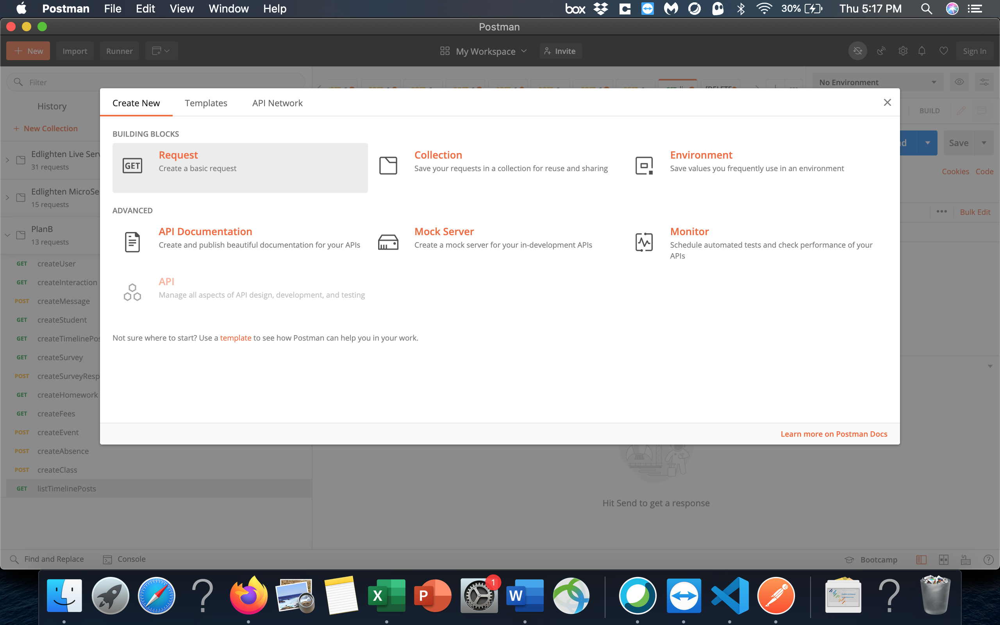 Postman File Edit View Window Help box 30% Thu 5:17 PM
Postman
+ New Import Runner My Workspace Invite Sign In
Filter
No Environment
History
+ New Collection
BUILD
Save
Cookies Code
Bulk Edit
Edlighten Live Serv
31 requests
Edlighten MicroSe
15 requests
PlanB
13 requests
GET createUser
GET createInteraction
POST createMessage
GET createStudent
GET createTimelinePos
GET createSurvey
POST createSurveyResp
GET createHomework
GET createFees
POST createEvent
POST createAbsence
POST createClass
GET listTimelinePosts
Create New Templates API Network
BUILDING BLOCKS
GET
Request
Create a basic request
Collection
Save your requests in a collection for reuse and sharing
Environment
Save values you frequently use in an environment
ADVANCED
API Documentation
Create and publish beautiful documentation for your APIs
Mock Server
Create a mock server for your in-development APIs
Monitor
Schedule automated tests and check performance of your
APIs
API
Manage all aspects of API design, development, and testing
Not sure where to start? Use a template to see how Postman can help you in your work.
Learn more on Postman Docs
Hit Send to get a response
Find and Replace Console Bootcamp
X P 1 W